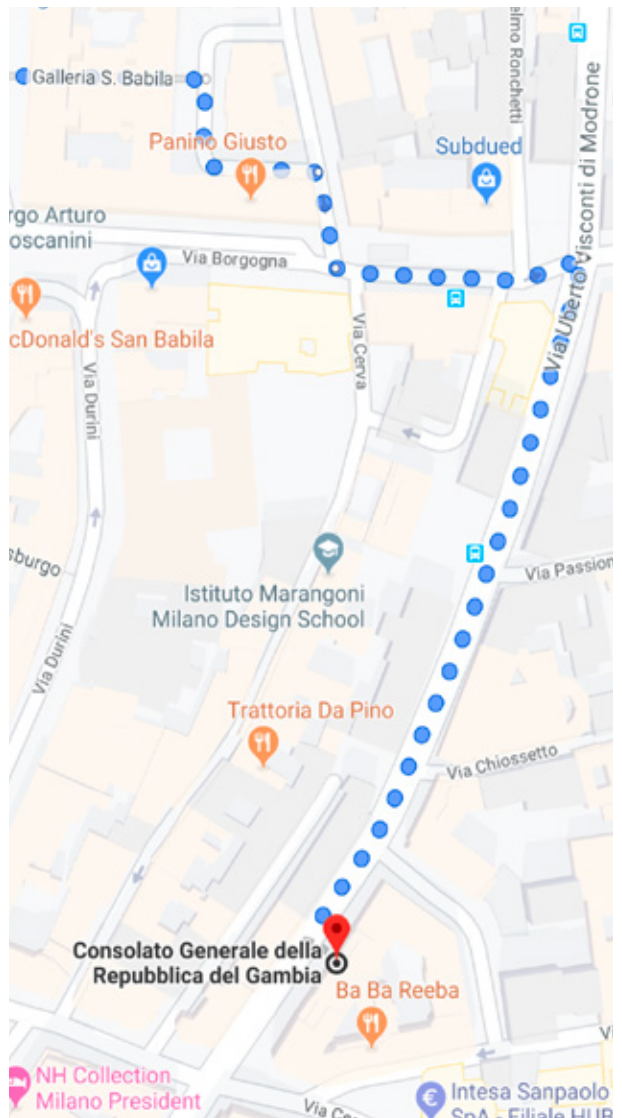 elmo Ronchetti
Via Uberto Visconti di Modrone
Galleria S. Babila
Panino Giusto
Subdued
rgo Arturo
oscanini
Via Borgogna
cDonald's San Babila
Via Cerva
Via Durini
sburgo
Istituto Marangoni
Milano Design School
Via Passion
Via Durini
Trattoria Da Pino
Via Chiossetto
Consolato Generale della
Repubblica del Gambia
Ba Ba Reeba
Vi
NH Collection
Milano President
Via Ce
€
Intesa Sanpaolo
SpA - Filiale HUB